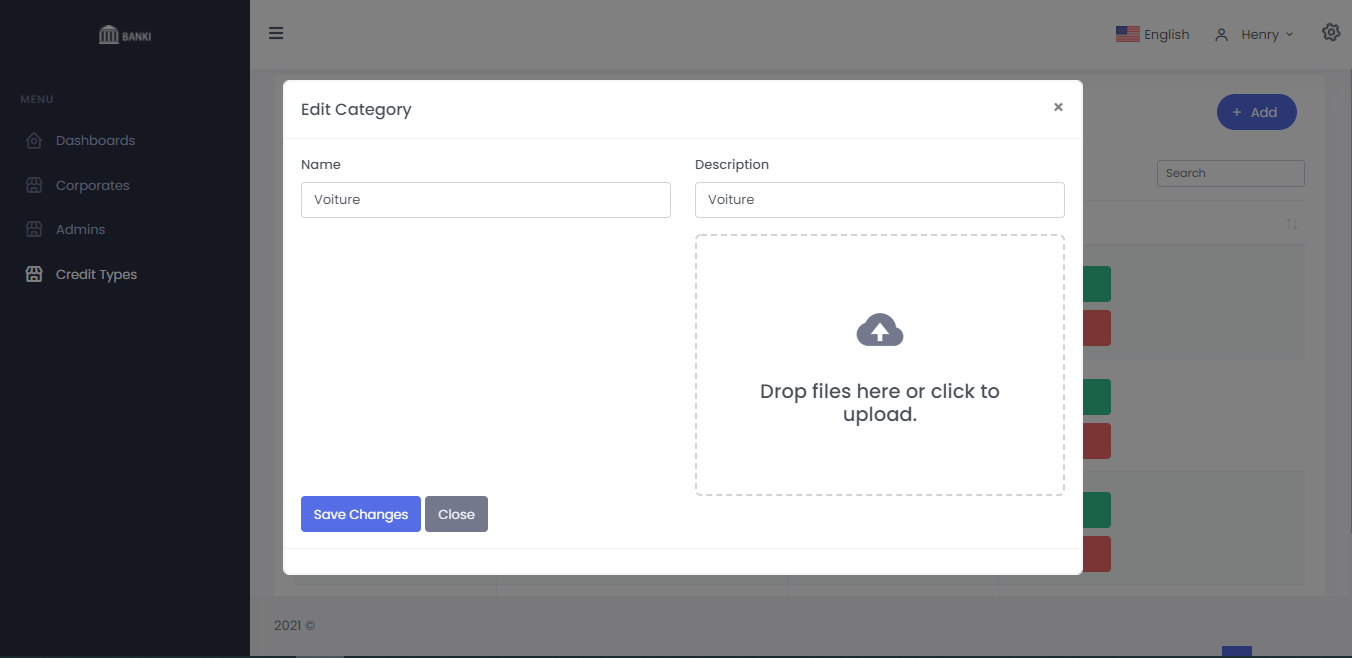 BANKI
English
Henry
MENU
Dashboards
Corporates
Admins
Credit Types
+ Add
Search
Edit Category
×
Name
Description
Voiture
Voiture
Drop files here or click to
upload.
Save Changes
Close
2021 ©